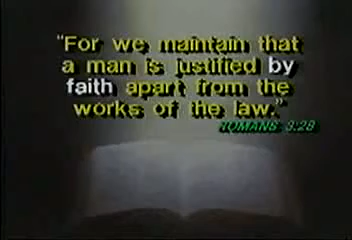 "For we maintain that
a man is justified by
faith apart from the
works of the law."
ROMANS 3:28